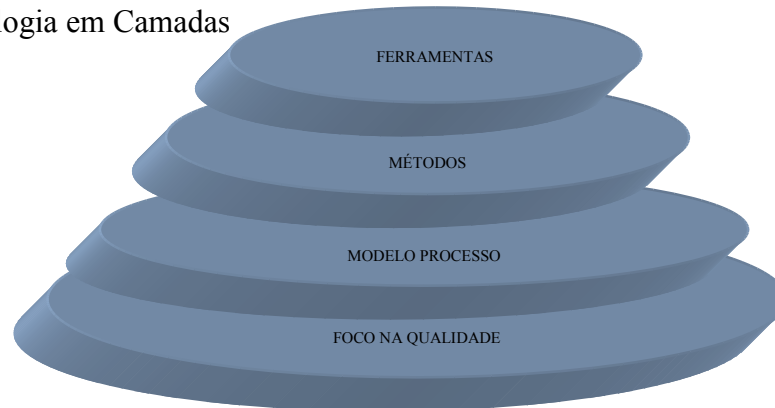 logia em Camadas
FERRAMENTAS
MÉTODOS
MODELO PROCESSO
FOCO NA QUALIDADE